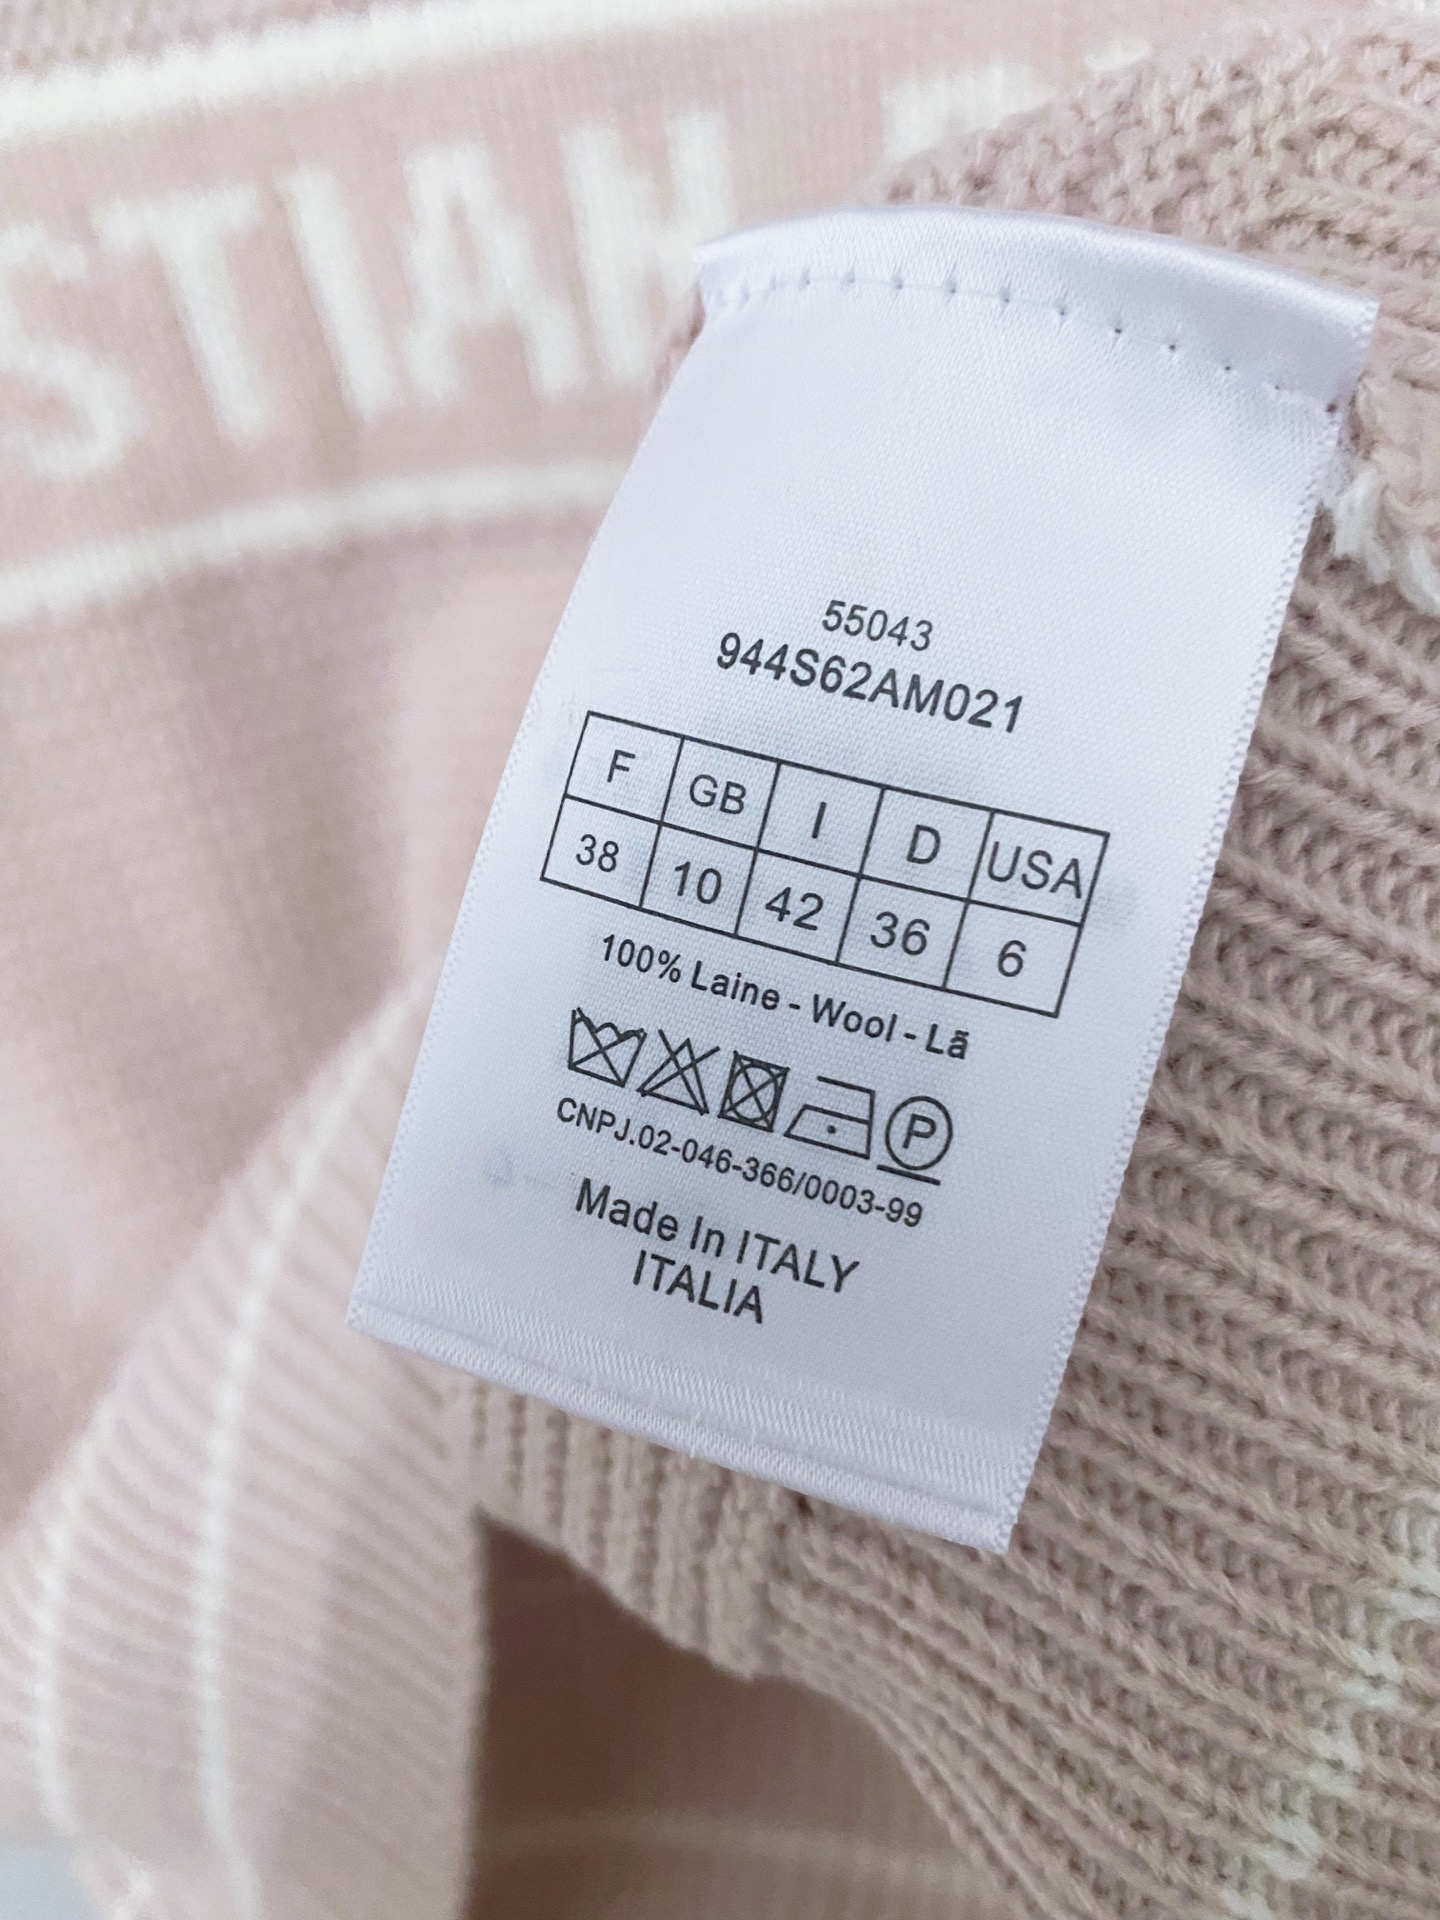 STIAN
55043
944S62AM021
F GB I D USA
38 10 42 36 6
100% Laine - Wool - Lã
P
CNPJ.02-046-366/0003-99
Made In ITALY
ITALIA